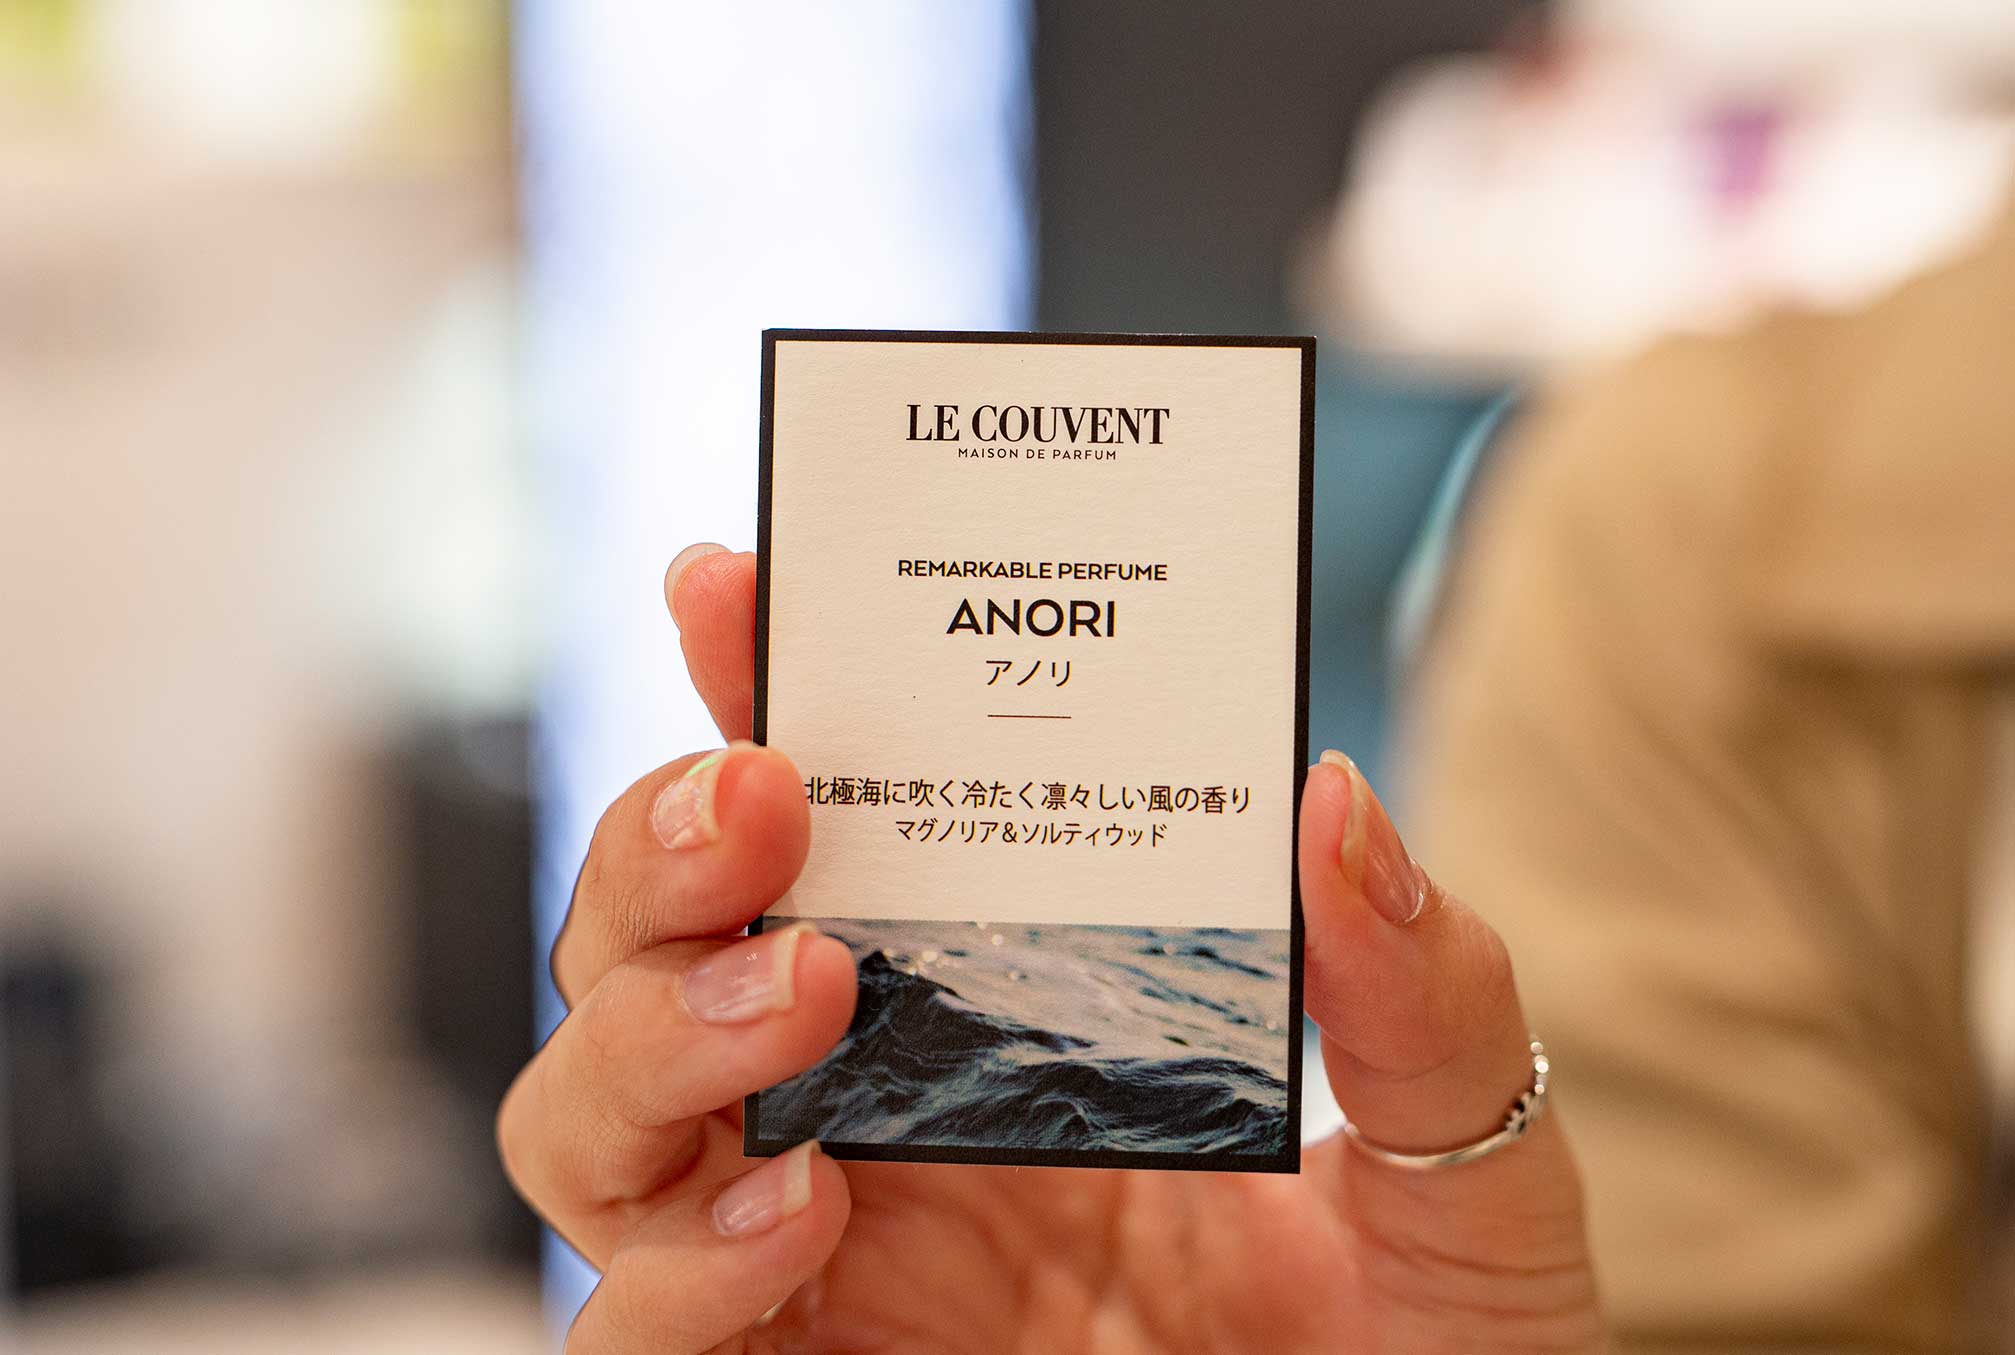 LE COUVENT
MAISON DE PARFUM
REMARKABLE PERFUME
ANORI
アノリ
北極海に吹く冷たく凛々しい風の香り
マグノリア&ソルティウッド